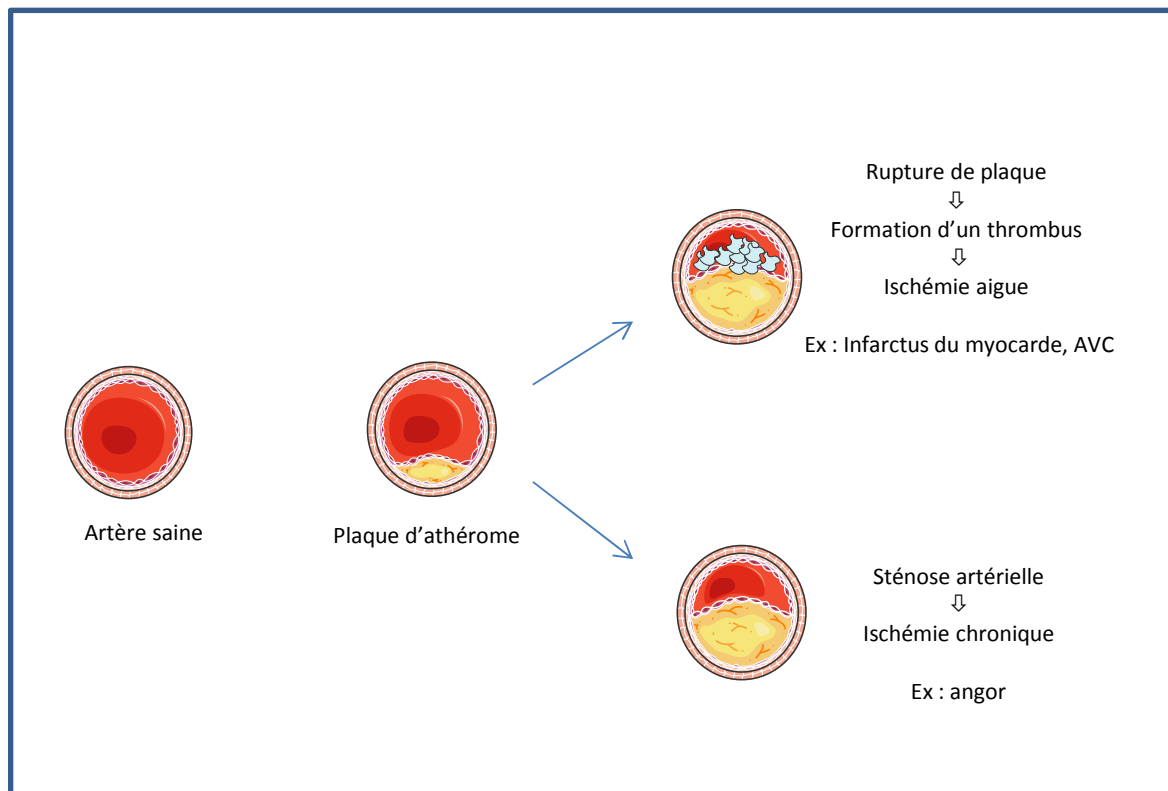 Artère saine
Plaque d'athérome
Rupture de plaque
⇩
Formation d'un thrombus
⇩
Ischémie aigue
Ex : Infarctus du myocarde, AVC
Sténose artérielle
⇩
Ischémie chronique
Ex : angor